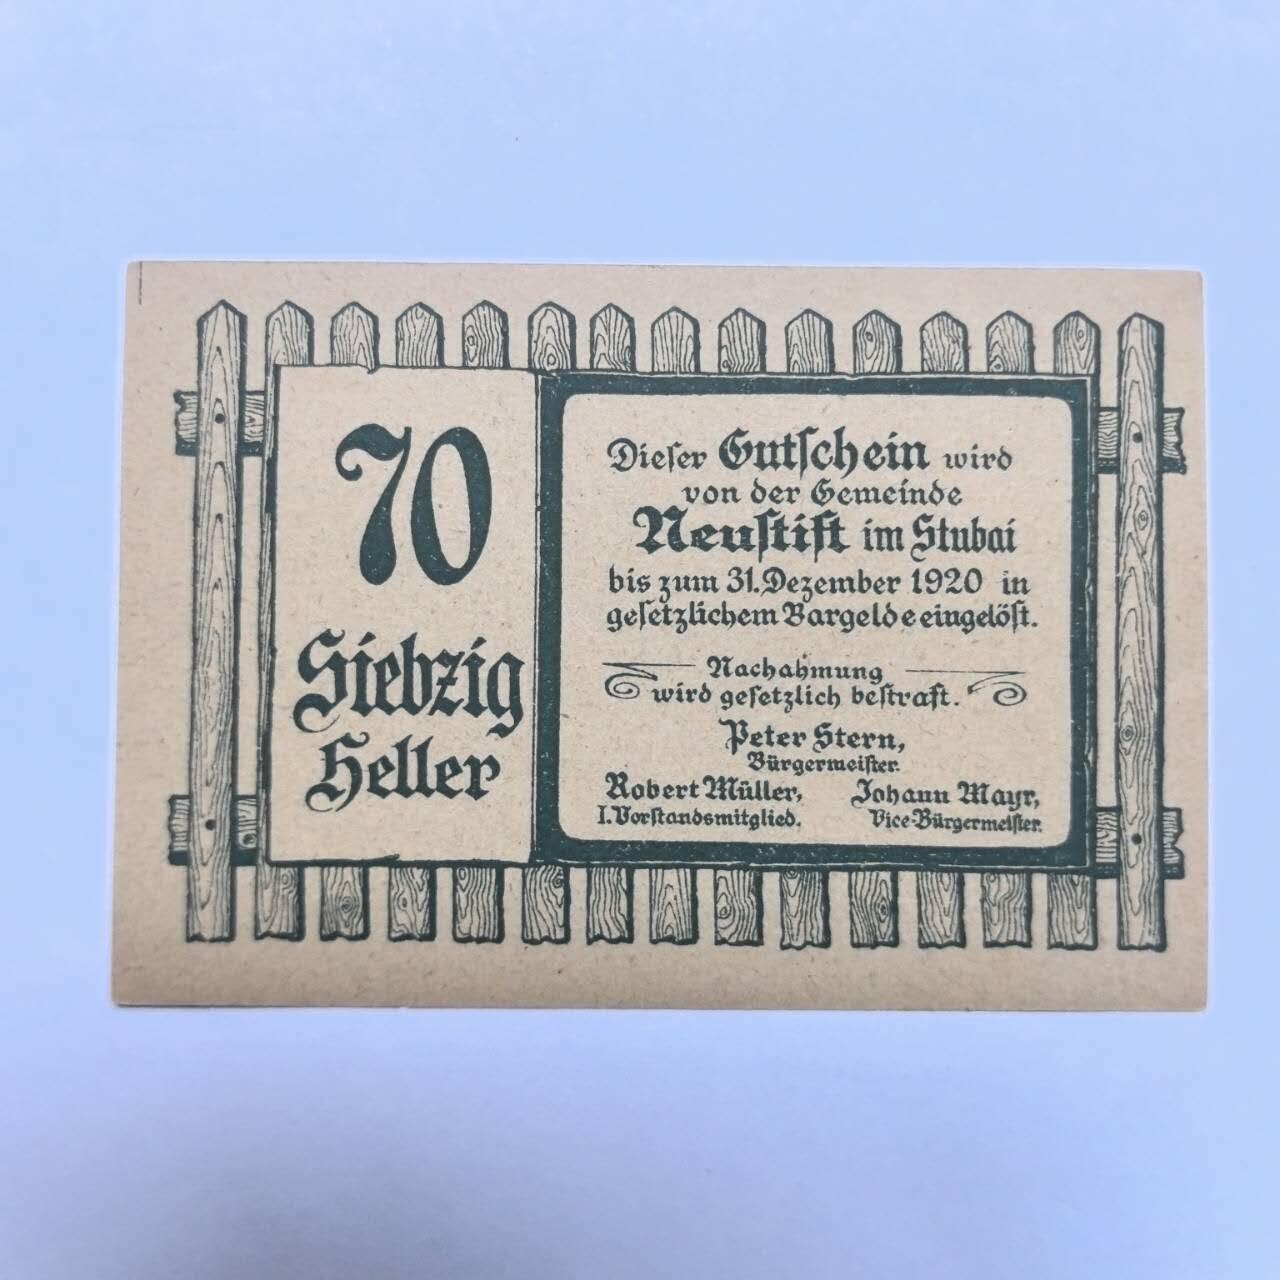 70
Siebzig
Heller
Dieser Gutschein wird
von der Gemeinde
Neustift im Stubai
bis zum 31. Dezember 1920 in
gesetzlichem Bargelde eingelöst.
Nachahmung
wird gesetzlich bestraft.
Peter Stern,
Bürgermeister.
Robert Müller, Johann Mayr,
I. Vorstandsmitglied. Vice-Bürgermeister.